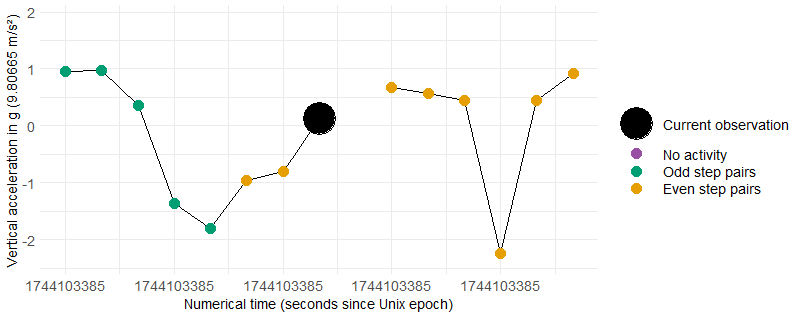 Vertical acceleration in g (9.80665 m/s²)
2
1
0
-1
-2
1744103385 1744103385 1744103385 1744103385
Numerical time (seconds since Unix epoch)
Current observation
No activity
Odd step pairs
Even step pairs